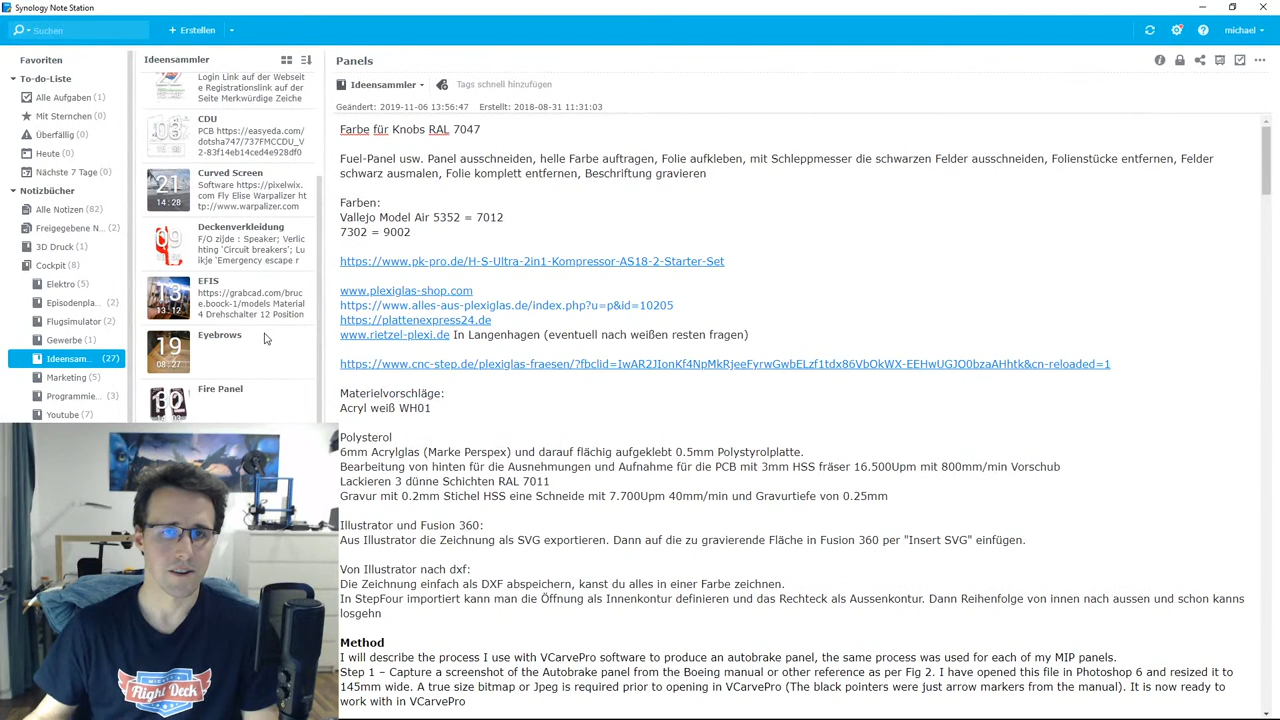 Synology Note Station
Suchen
+ Erstellen
michael
Favoriten
To-do-Liste
Alle Aufgaben (1)
Mit Sternchen (0)
Überfällig (0)
Heute (0)
Nächste 7 Tage (0)
Notizbücher
Alle Notizen (82)
Freigegebene N... (2)
3D Druck (1)
Cockpit (8)
Elektro (5)
Episodenpla... (2)
Flugsimulator (2)
Gewerbe (1)
Ideensam... (27)
Marketing (5)
Programmie... (3)
Youtube (7)
Ideensammler
Login Link auf der Webseit
e Registrationslink auf der
Seite Merkwürdige Zeiche
CDU
PCB https://easyeda.com/
dotsha747/737FMCCDU_V
2-83f14eb14ced4e928df0
Curved Screen
21
14:28
Software https://pixelwix.
com Fly Elise Warpalizer ht
tp://www.warpalizer.com
Deckenverkleidung
09
F/O zijde : Speaker; Verlic
hting 'Circuit breakers'; Lu
ikje 'Emergency escape r
EFIS
13
13:12
https://grabcad.com/bruc
e.boock-1/models Material
4 Drehschalter 12 Position
Eyebrows
19
08:27
Fire Panel
Panels
Ideensammler
Tags schnell hinzufügen
Geändert: 2019-11-06 13:56:47 Erstellt: 2018-08-31 11:31:03
Farbe für Knobs RAL 7047
Fuel-Panel usw. Panel ausschneiden, helle Farbe auftragen, Folie aufkleben, mit Schleppmesser die schwarzen Felder ausschneiden, Folienstücke entfernen, Felder
schwarz ausmalen, Folie komplett entfernen, Beschriftung gravieren
Farben:
Vallejo Model Air 5352 = 7012
7302 = 9002
https://www.pk-pro.de/H-S-Ultra-2in1-Kompressor-AS18-2-Starter-Set
www.plexiglas-shop.com
https://www.alles-aus-plexiglas.de/index.php?u=p&id=10205
https://plattenexpress24.de
www.rietzel-plexi.de In Langenhagen (eventuell nach weißen resten fragen)
https://www.cnc-step.de/plexiglas-fraesen/?fbclid=IwAR2JIonKf4NpMkRjeeFyrwGwbELzf1tdx86VbOkWX-EEHwUGJO0bzaAHhtk&cn-reloaded=1
Materielvorschläge:
Acryl weiß WH01
Polysterol
6mm Acrylglas (Marke Perspex) und darauf flächig aufgeklebt 0.5mm Polystyrolplatte.
Bearbeitung von hinten für die Ausnehmungen und Aufnahme für die PCB mit 3mm HSS fräser 16.500Upm mit 800mm/min Vorschub
Lackieren 3 dünne Schichten RAL 7011
Gravur mit 0.2mm Stichel HSS eine Schneide mit 7.700Upm 40mm/min und Gravurtiefe von 0.25mm
Illustrator und Fusion 360:
Aus Illustrator die Zeichnung als SVG exportieren. Dann auf die zu gravierende Fläche in Fusion 360 per "Insert SVG" einfügen.
Von Illustrator nach dxf:
Die Zeichnung einfach als DXF abspeichern, kanst du alles in einer Farbe zeichnen.
In StepFour importiert kann man die Öffnung als Innenkontur definieren und das Rechteck als Aussenkontur. Dann Reihenfolge von innen nach aussen und schon kanns
losgehn
Method
I will describe the process I use with VCarvePro software to produce an autobrake panel, the same process was used for each of my MIP panels.
Step 1 – Capture a screenshot of the Autobrake panel from the Boeing manual or other reference as per Fig 2. I have opened this file in Photoshop 6 and resized it to
145mm wide. A true size bitmap or Jpeg is required prior to opening in VCarvePro (The black pointers were just arrow markers from the manual). It is now ready to
work with in VCarvePro
Flight Deck